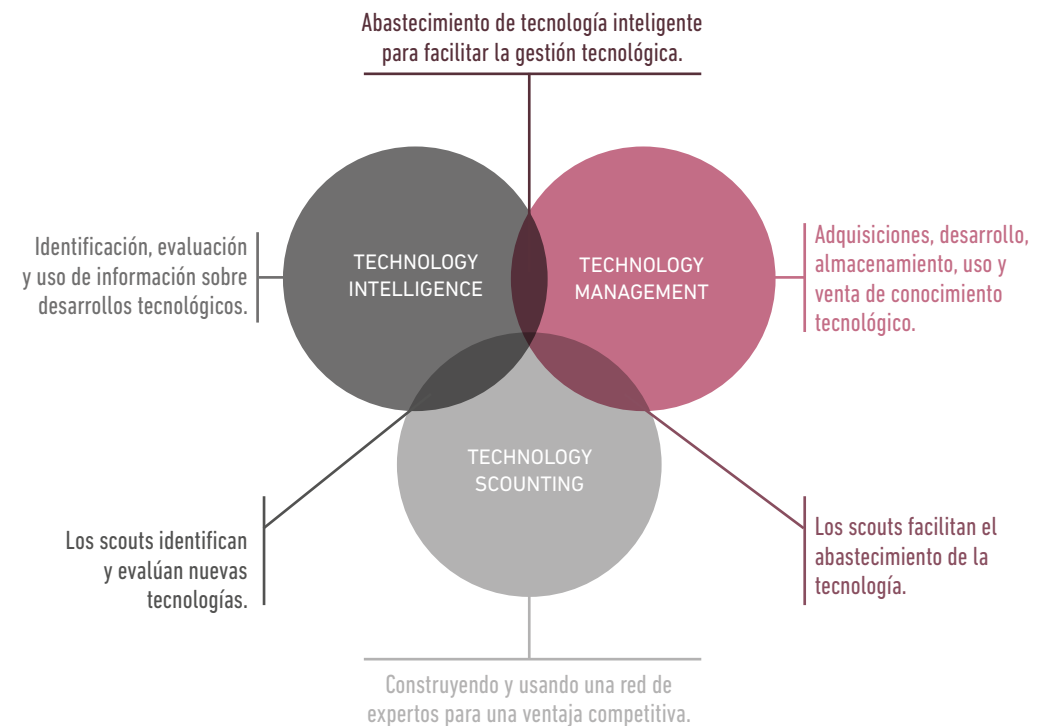 Abastecimiento de tecnología inteligente
para facilitar la gestión tecnológica.
Identificación, evaluación
y uso de información sobre
desarrollos tecnológicos.
TECHNOLOGY
INTELLIGENCE
TECHNOLOGY
MANAGEMENT
Adquisiciones, desarrollo,
almacenamiento, uso y
venta de conocimiento
tecnológico.
TECHNOLOGY
SCOUNTING
Los scouts identifican
y evalúan nuevas
tecnologías.
Los scouts facilitan el
abastecimiento de la
tecnología.
Construyendo y usando una red de
expertos para una ventaja competitiva.